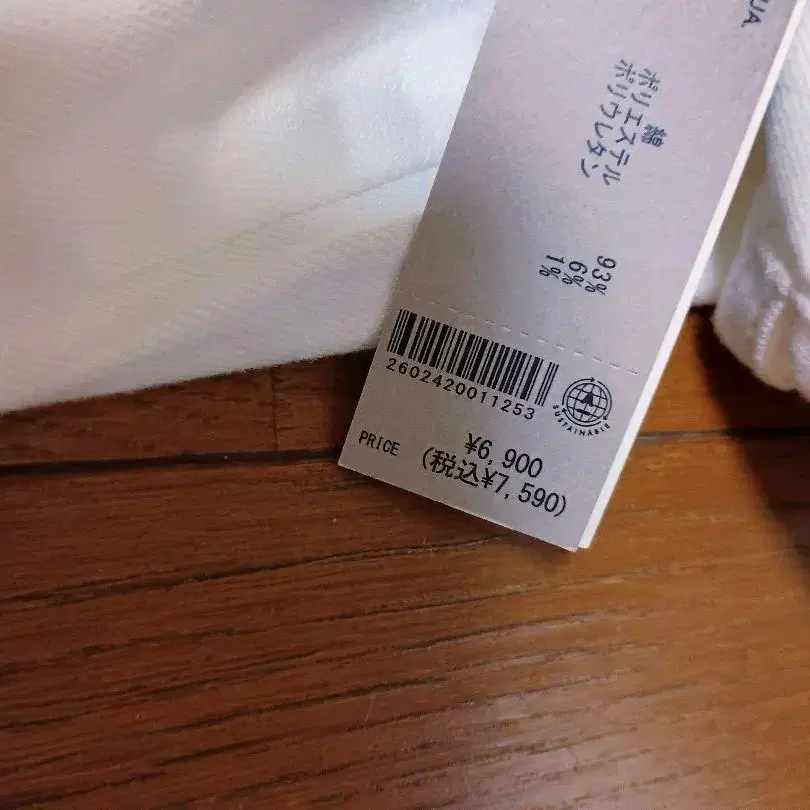 綿 93%
ポリエステル 6%
ポリウレタン 1%
2602420011253
SUSTAINABLE
PRICE ¥6,900
(税込¥7,590)